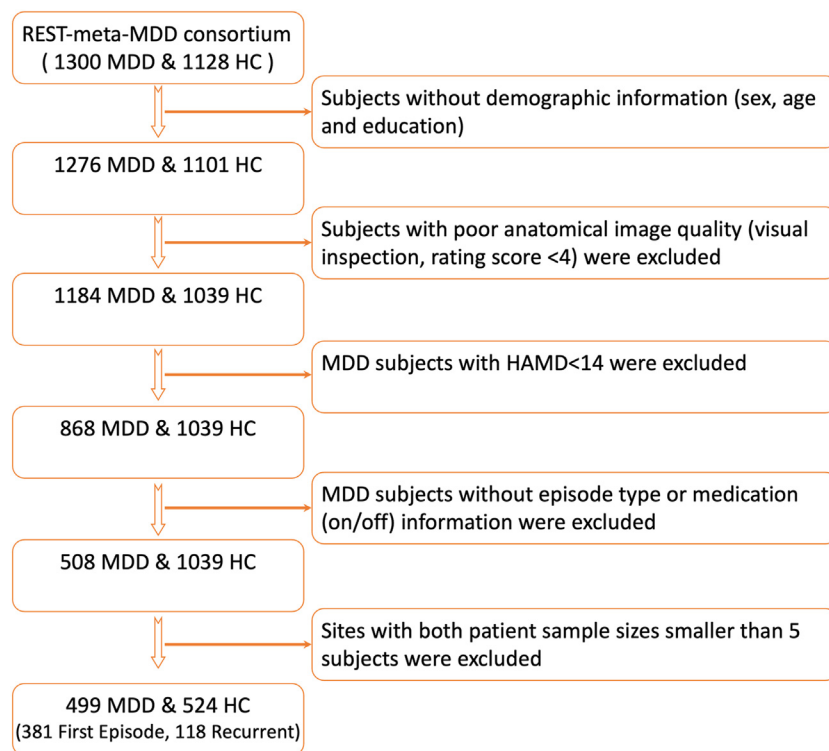 REST-meta-MDD consortium
( 1300 MDD & 1128 HC )
Subjects without demographic information (sex, age
and education)
1276 MDD & 1101 HC
Subjects with poor anatomical image quality (visual
inspection, rating score <4) were excluded
1184 MDD & 1039 HC
MDD subjects with HAMD<14 were excluded
868 MDD & 1039 HC
MDD subjects without episode type or medication
(on/off) information were excluded
508 MDD & 1039 HC
Sites with both patient sample sizes smaller than 5
subjects were excluded
499 MDD & 524 HC
(381 First Episode, 118 Recurrent)